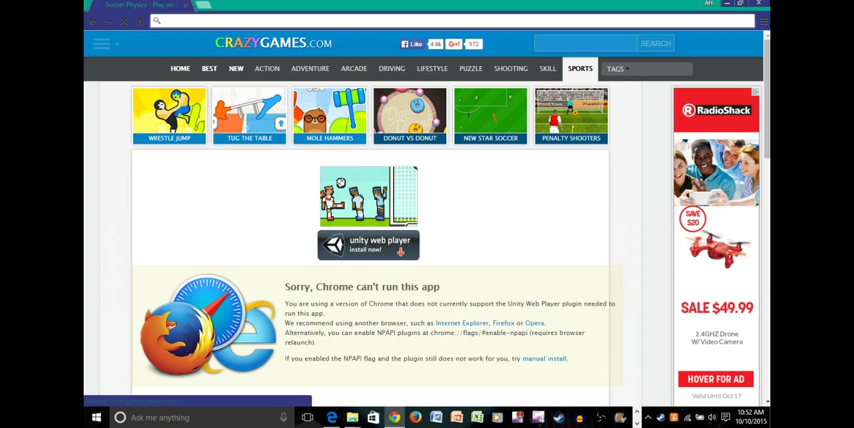 Soccer Physics - Play on
AH
CRAZYGAMES.COM
Like
4.6k
G+1
972
SEARCH
HOME
BEST
NEW
ACTION
ADVENTURE
ARCADE
DRIVING
LIFESTYLE
PUZZLE
SHOOTING
SKILL
SPORTS
TAGS
WRESTLE JUMP
TUG THE TABLE
MOLE HAMMERS
DONUT VS DONUT
NEW STAR SOCCER
PENALTY SHOOTERS
unity web player
install now!
Sorry, Chrome can't run this app
You are using a version of Chrome that does not currently support the Unity Web Player plugin needed to
run this app.
We recommend using another browser, such as Internet Explorer, Firefox or Opera.
Alternatively, you can enable NPAPI plugins at chrome://flags/#enable-npapi (requires browser
relaunch).
If you enabled the NPAPI flag and the plugin still does not work for you, try manual install.
RadioShack
SAVE
$20
SALE $49.99
2.4GHZ Drone
W/ Video Camera
HOVER FOR AD
Valid Until Oct 17
Ask me anything
10:52 AM
10/10/2015